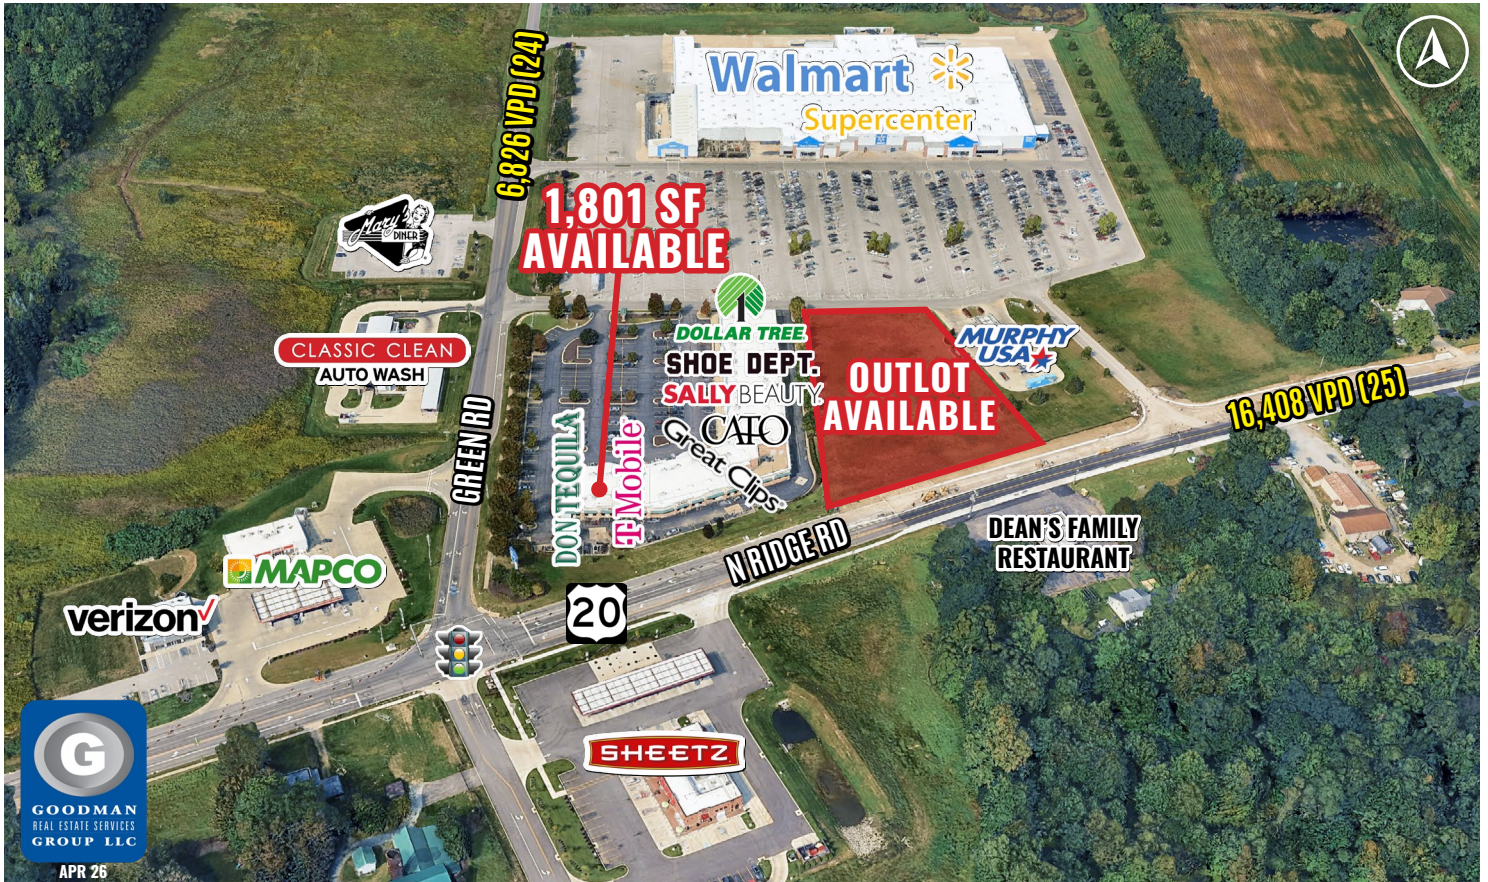 Walmart
Supercenter
6,826 VPD (24)
1,801 SF
AVAILABLE
Mary's
DINER
DOLLAR TREE
SHOE DEPT.
SALLY BEAUTY
CATO
Great Clips
MURPHY
USA
OUTLOT
AVAILABLE
16,408 VPD (25)
CLASSIC CLEAN
AUTO WASH
GREEN RD
DON TEQUILA
T Mobile
N RIDGE RD
DEAN'S FAMILY
RESTAURANT
MAPCO
verizon
20
SHEETZ
G
GOODMAN
REAL ESTATE SERVICES
GROUP LLC
APR 26